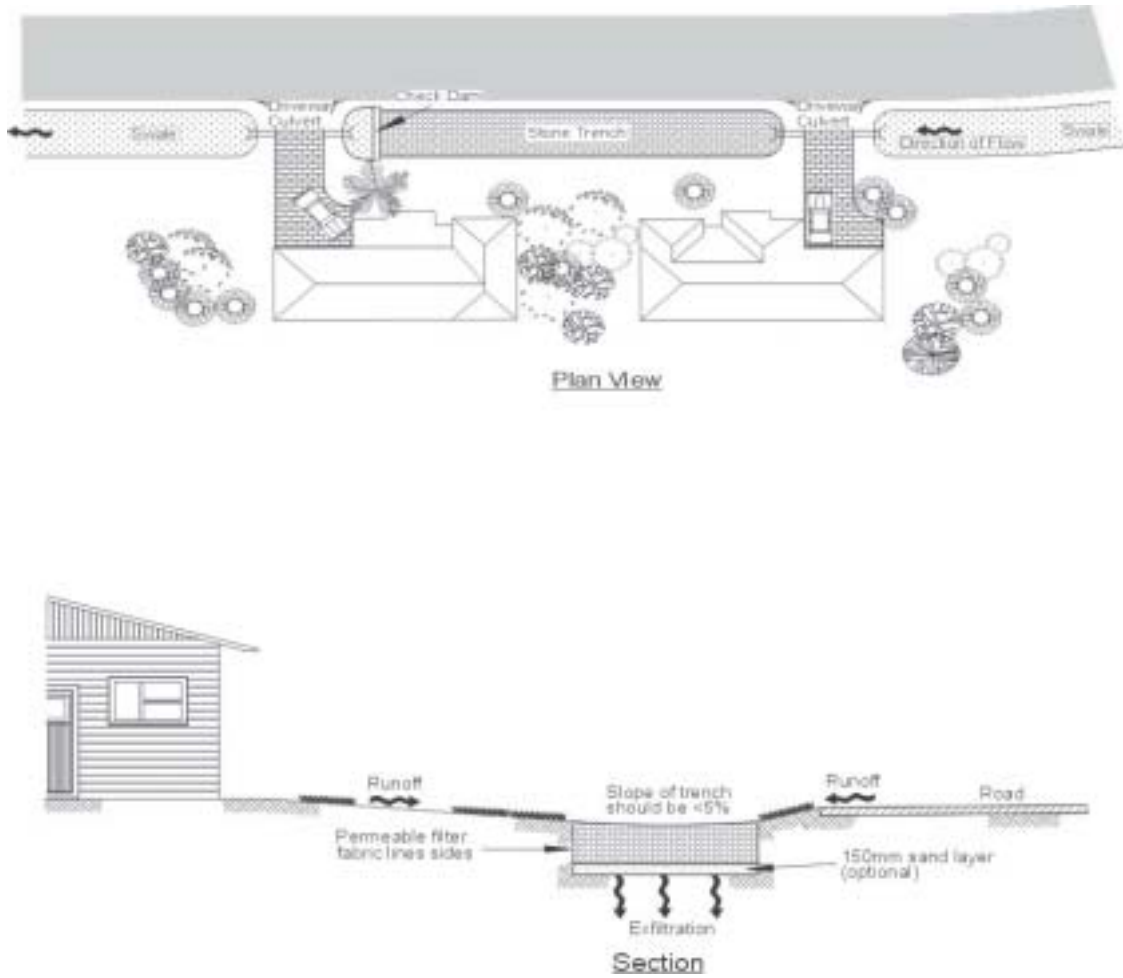 Check Dam
Driveway
Culvert
Driveway
Culvert
Swale
Stone Trench
Swale
Direction of Flow
Plan View
Runoff
Slope of trench
should be <5%
Runoff
Road
Permeable filter
fabric lines sides
150mm sand layer
(optional)
Exfiltration
Section